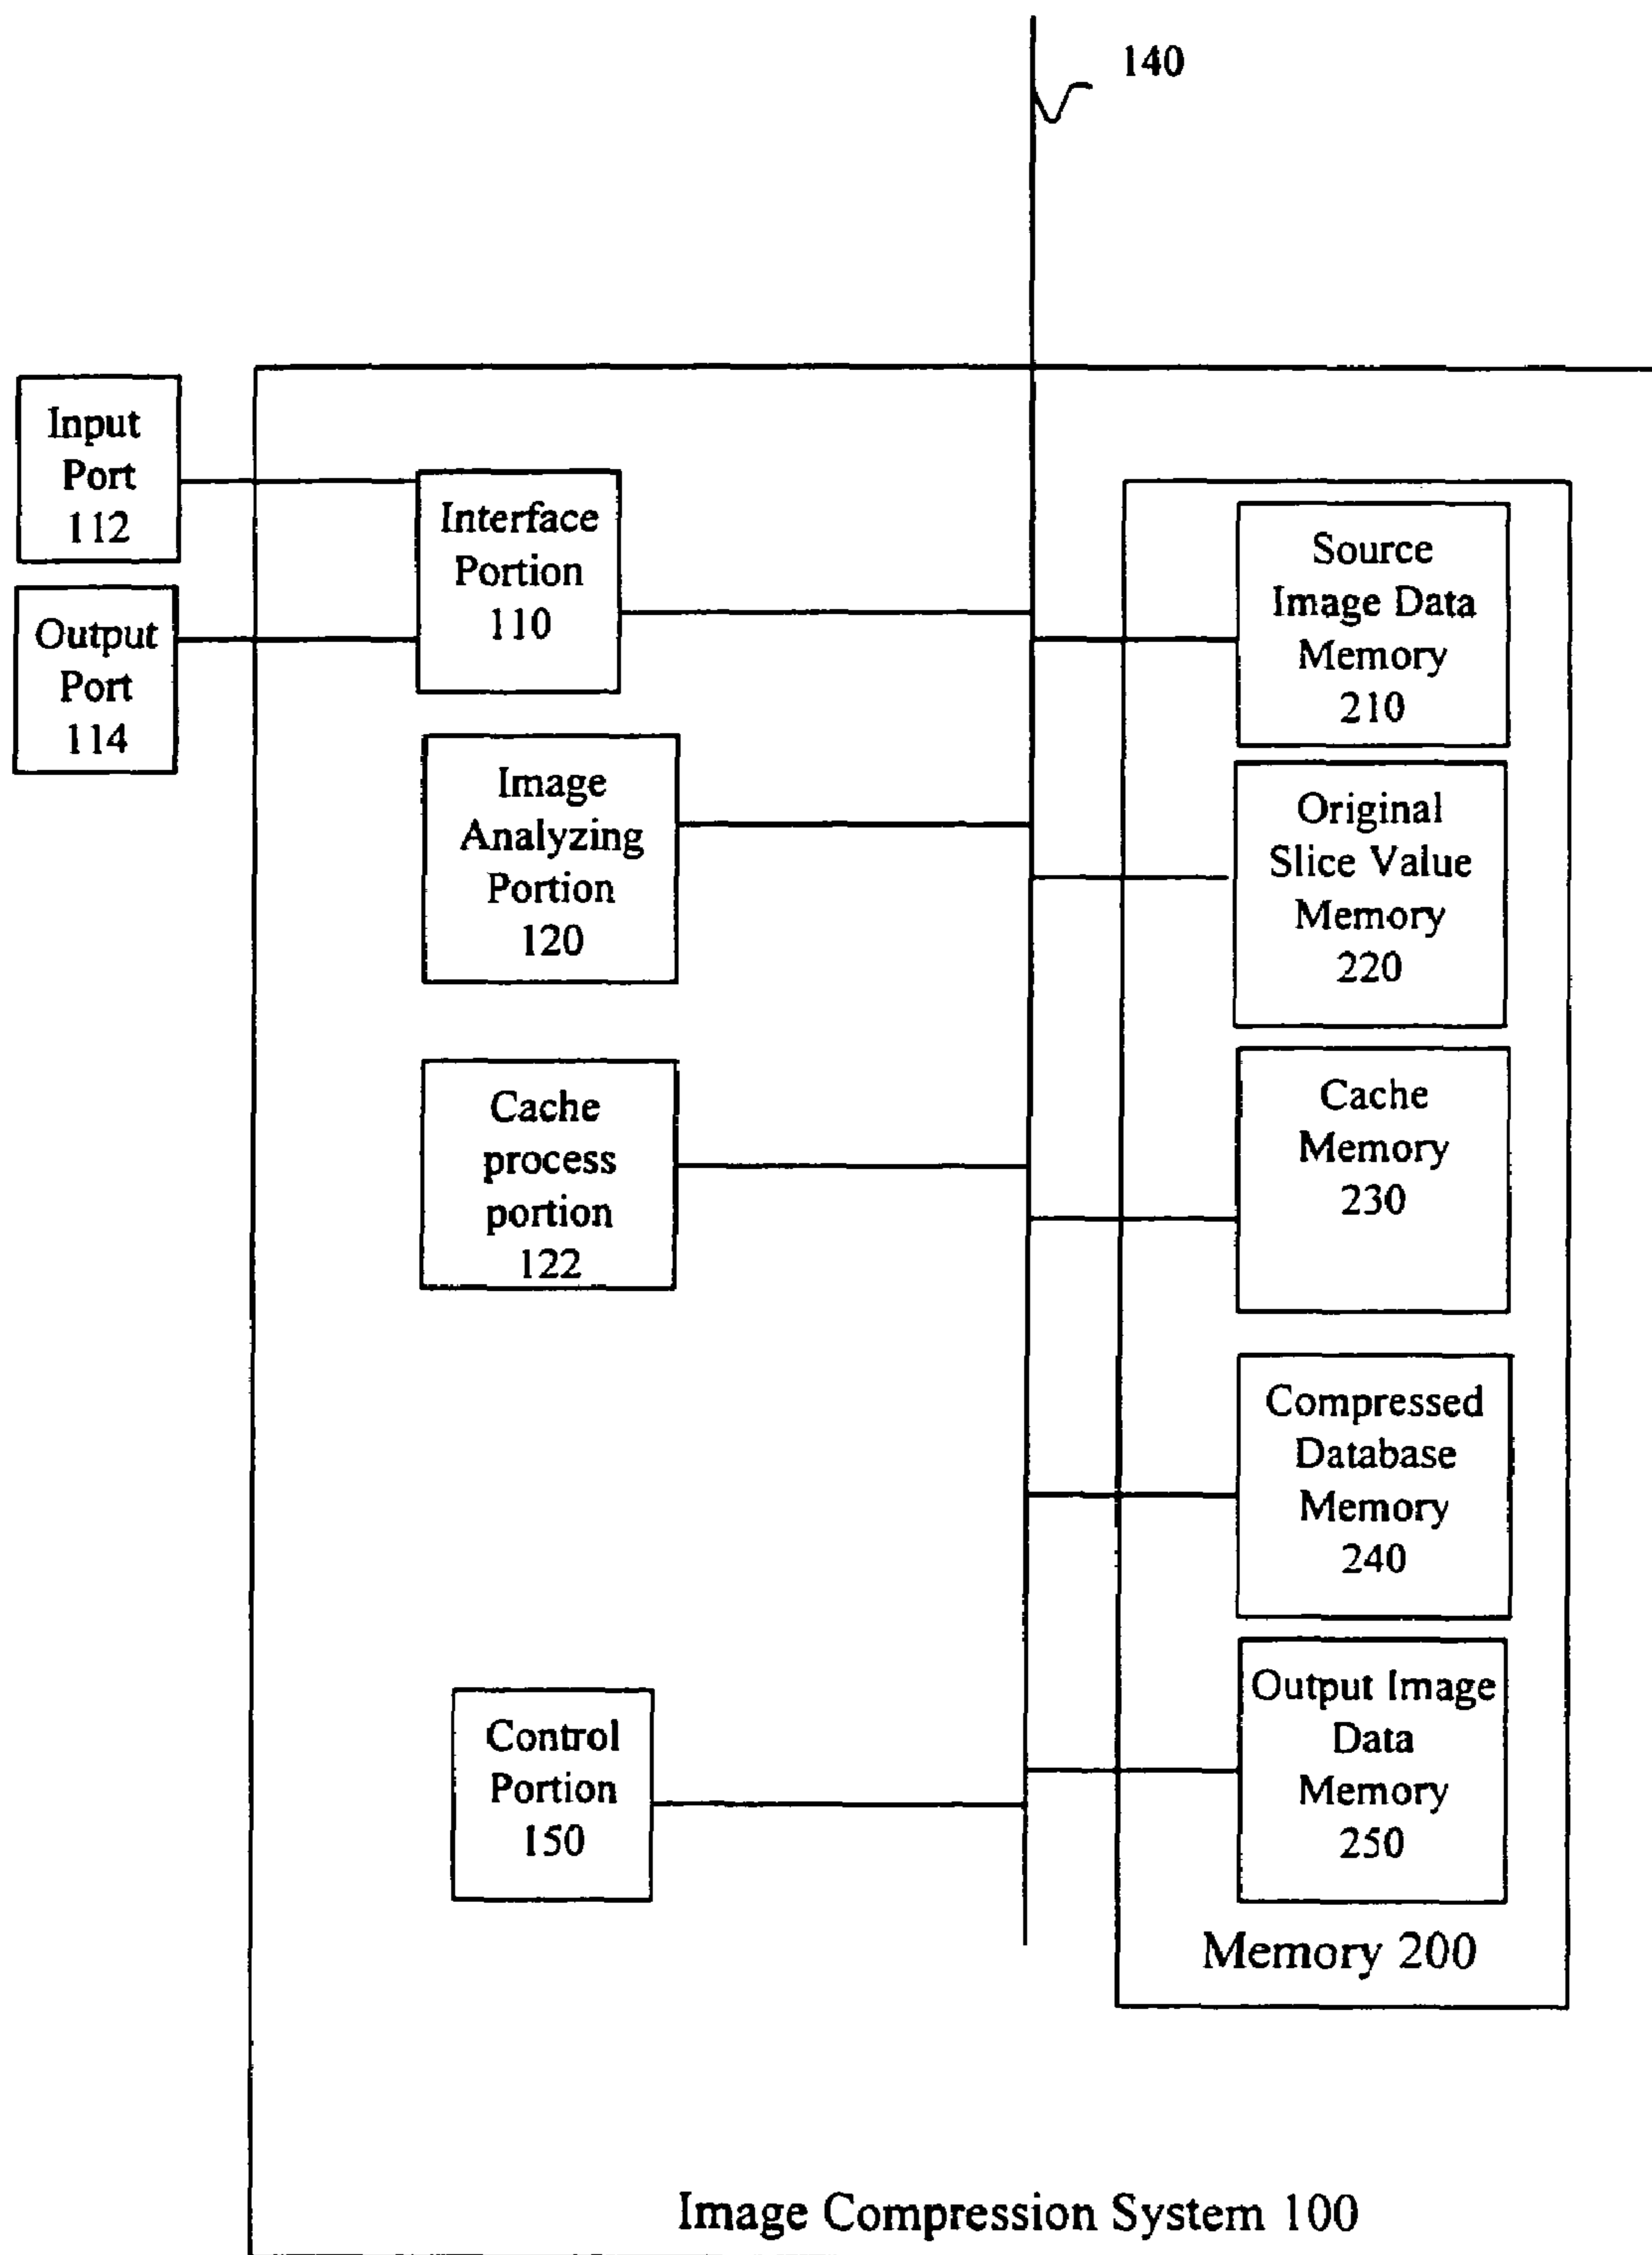 140
Input
Port
112
Output
Port
114
Interface
Portion
110
Image
Analyzing
Portion
120
Cache
process
portion
122
Control
Portion
150
Source
Image Data
Memory
210
Original
Slice Value
Memory
220
Cache
Memory
230
Compressed
Database
Memory
240
Output Image
Data
Memory
250
Memory 200
Image Compression System 100